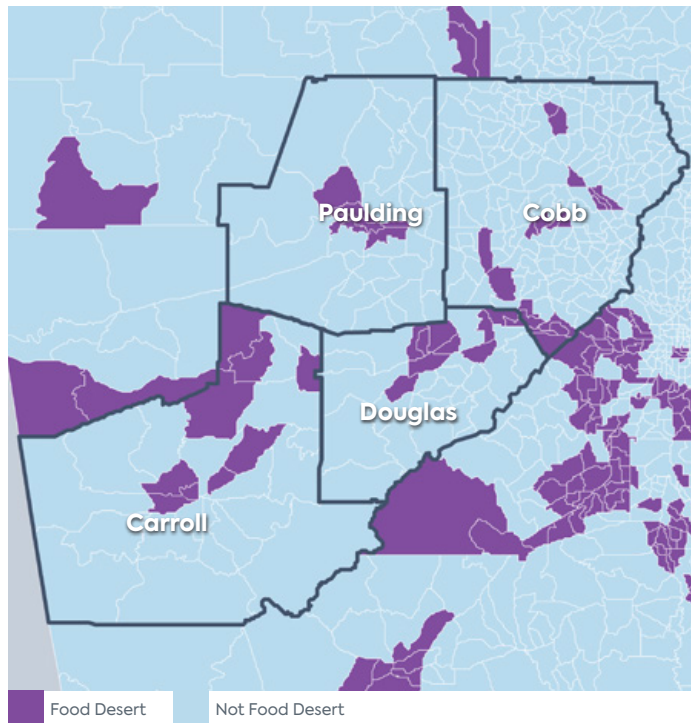 Paulding
Cobb
Douglas
Carroll
Food Desert
Not Food Desert